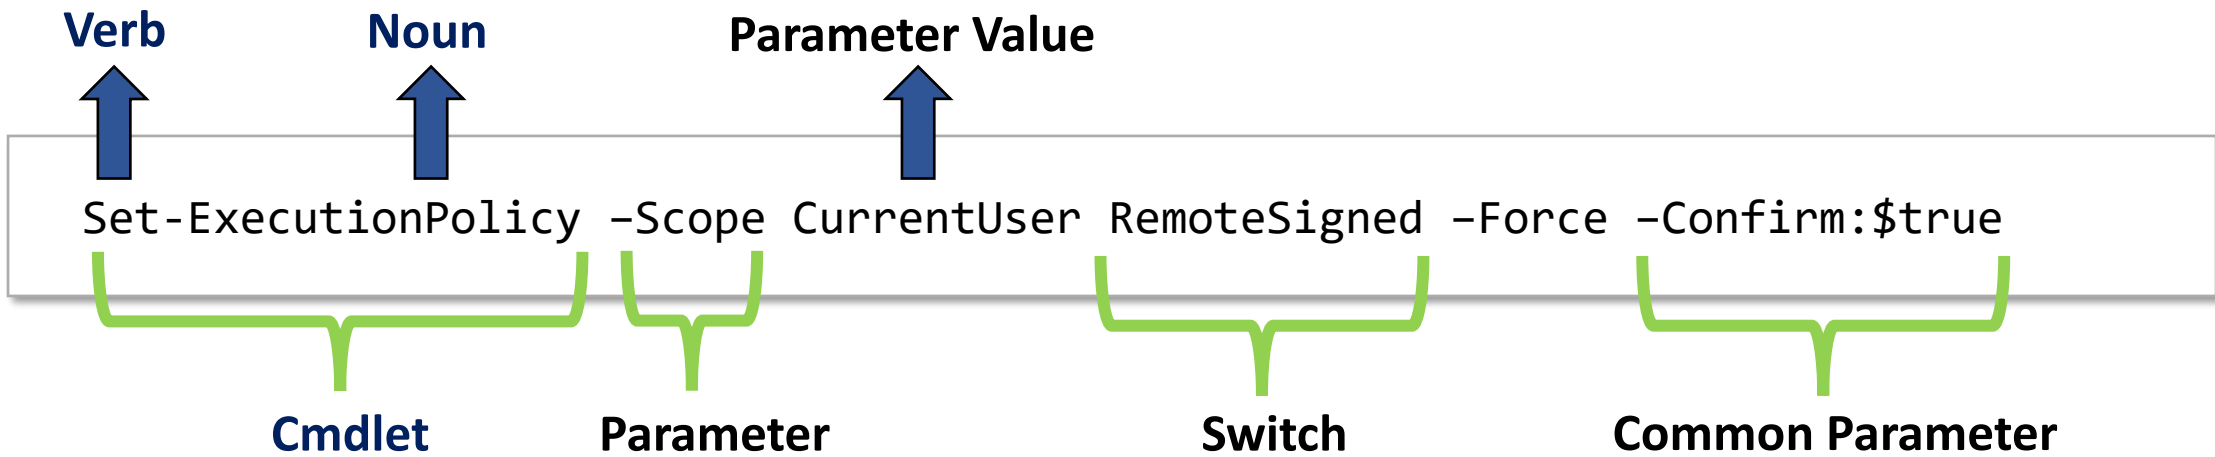 Verb Noun Parameter Value
Set-ExecutionPolicy –Scope CurrentUser RemoteSigned –Force –Confirm:$true
Cmdlet Parameter Switch Common Parameter